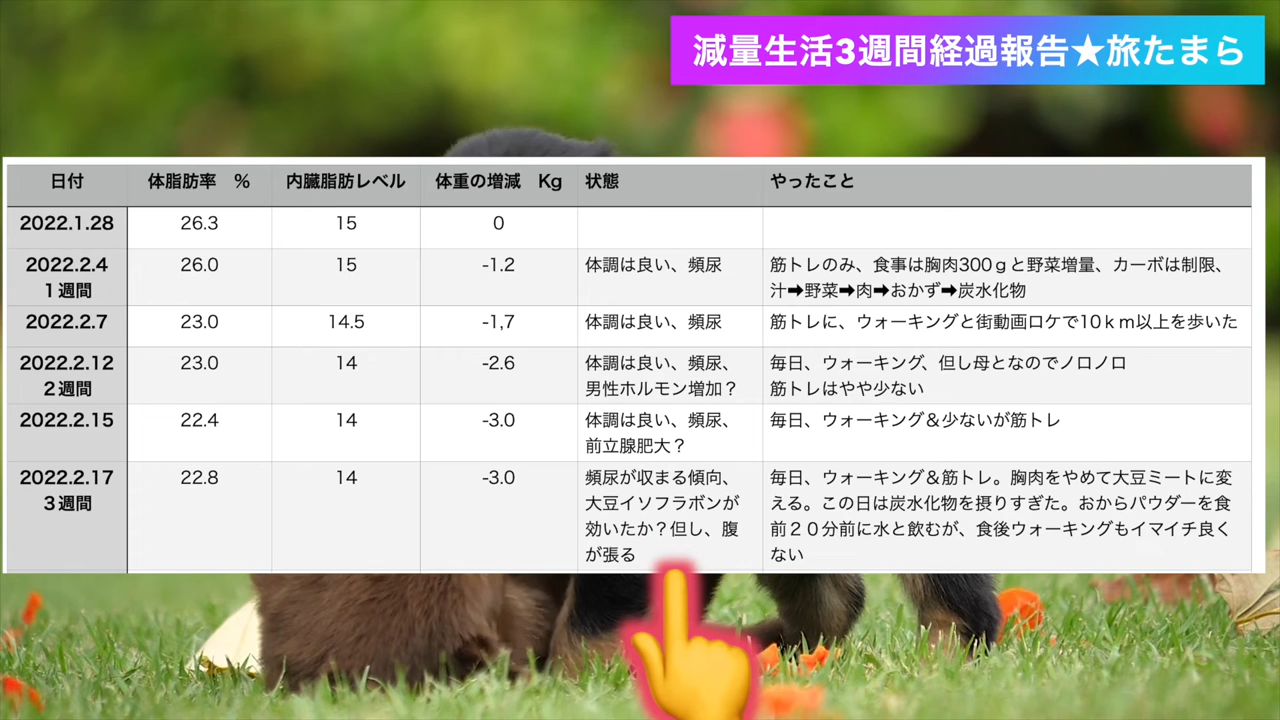 減量生活3週間経過報告★旅たまら
日付 体脂肪率 % 内臓脂肪レベル 体重の増減 Kg 状態 やったこと
2022.1.28 26.3 15 0
2022.2.4 26.0 15 -1.2 体調は良い、頻尿 筋トレのみ、食事は胸肉300gと野菜増量、カーボは制限、
1週間 汁➡野菜➡肉➡おかず➡炭水化物
2022.2.7 23.0 14.5 -1,7 体調は良い、頻尿 筋トレに、ウォーキングと街動画ロケで10km以上を歩いた
2022.2.12 23.0 14 -2.6 体調は良い、頻尿、 毎日、ウォーキング、但し母となのでノロノロ
2週間 男性ホルモン増加? 筋トレはやや少ない
2022.2.15 22.4 14 -3.0 体調は良い、頻尿、 毎日、ウォーキング&少ないが筋トレ
前立腺肥大?
2022.2.17 22.8 14 -3.0 頻尿が収まる傾向、 毎日、ウォーキング&筋トレ。胸肉をやめて大豆ミートに変
3週間 大豆イソフラボンが える。この日は炭水化物を摂りすぎた。おからパウダーを食
効いたか?但し、腹 前20分前に水と飲むが、食後ウォーキングもイマイチ良く
が張る ない